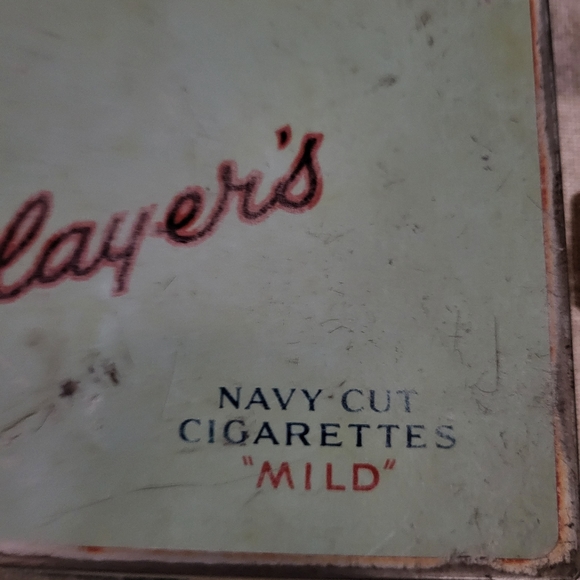 layer's
NAVY·CUT
CIGARETTES
"MILD"